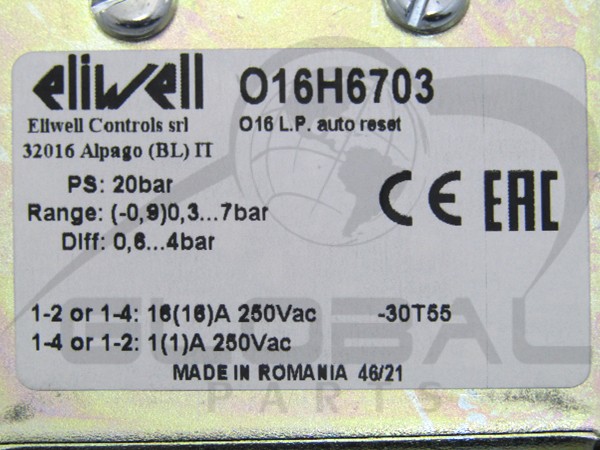 eliwell O16H6703
Eliwell Controls srl O16 L.P. auto reset
32016 Alpago (BL) IT
PS: 20bar
Range: (-0,9)0,3...7bar
Diff: 0,6...4bar
CE EAC
1-2 or 1-4: 16(16)A 250Vac -30T55
1-4 or 1-2: 1(1)A 250Vac
MADE IN ROMANIA 46/21
GLOBAL
PARTS